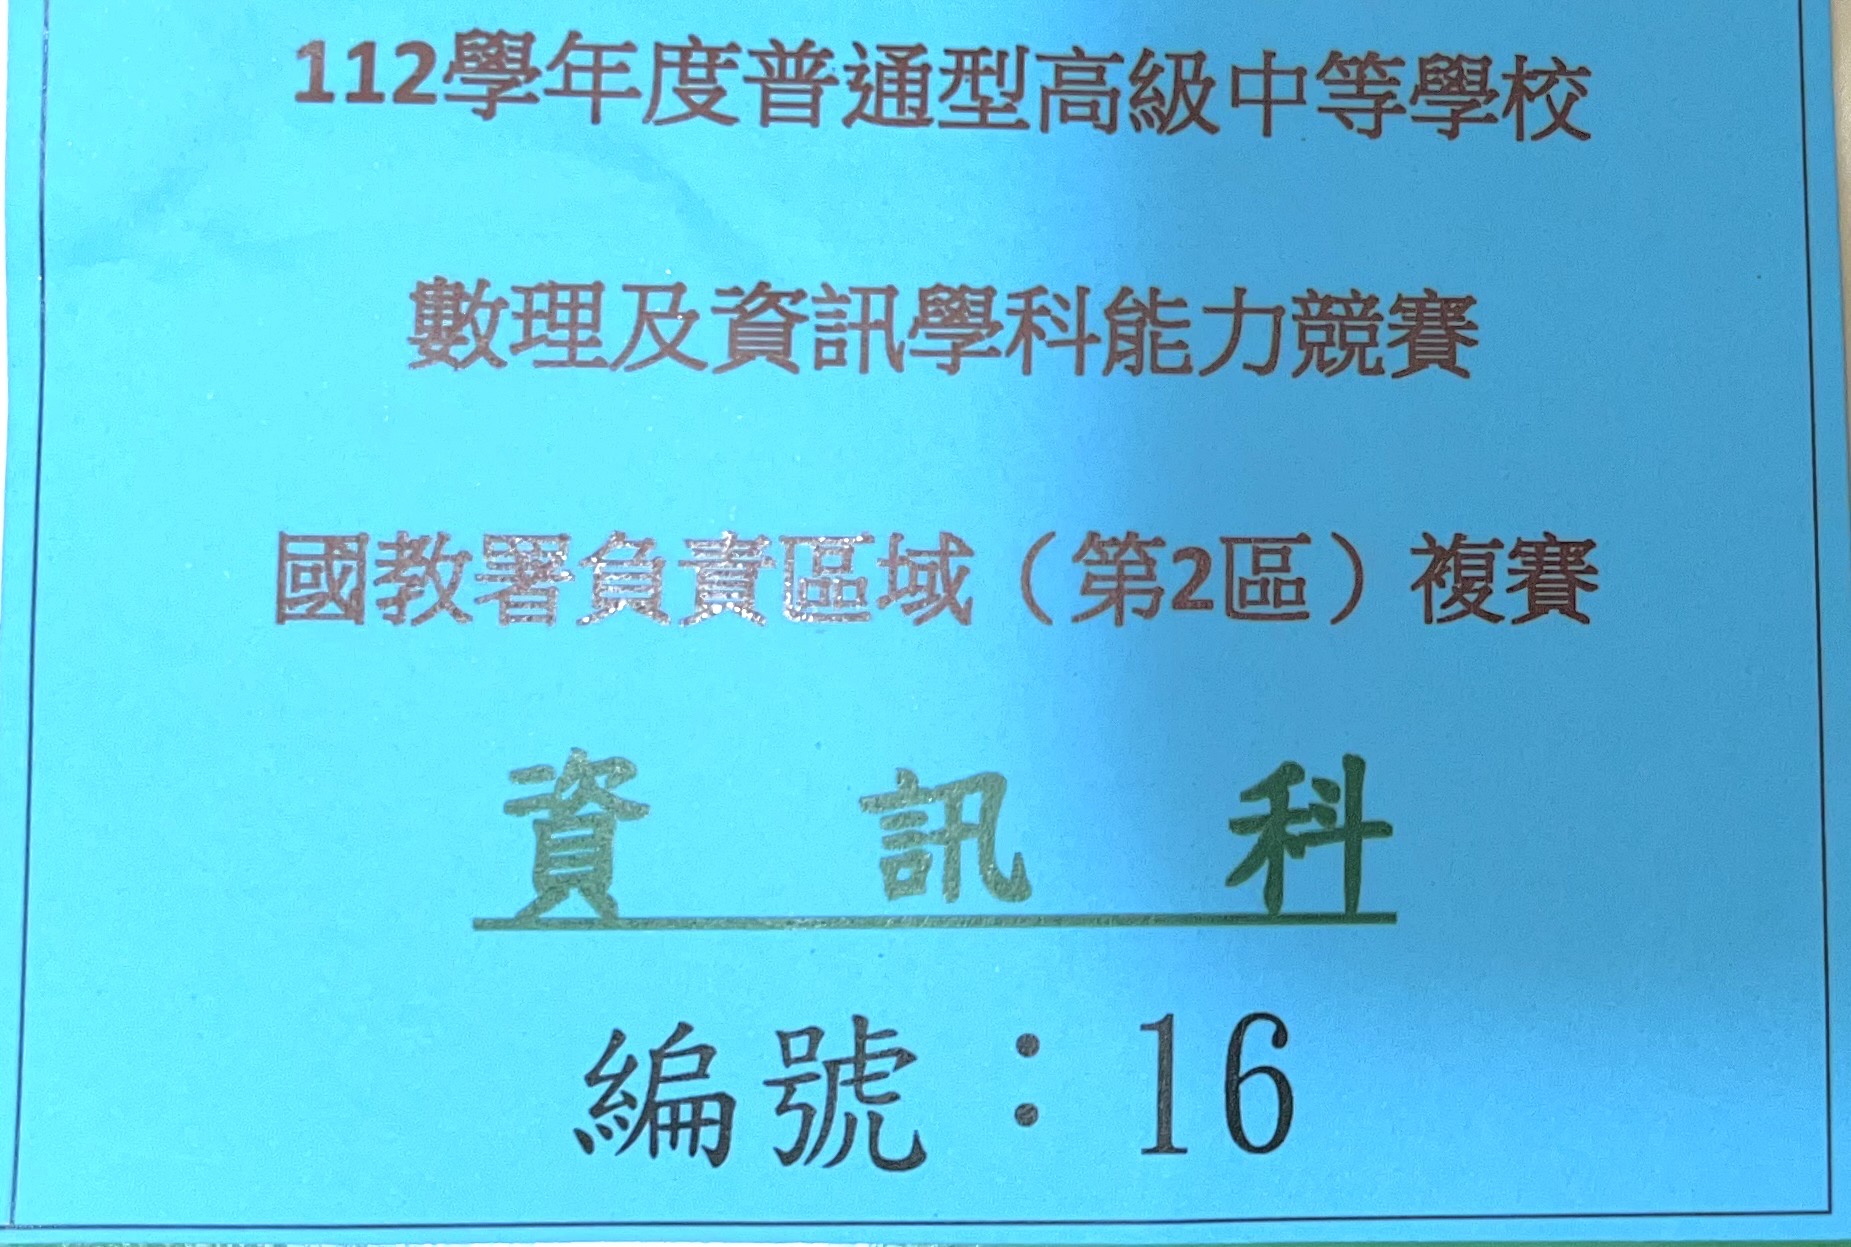 112學年度普通型高級中等學校
數理及資訊學科能力競賽
國教署負責區域（第2區）複賽
資訊科
編號：16